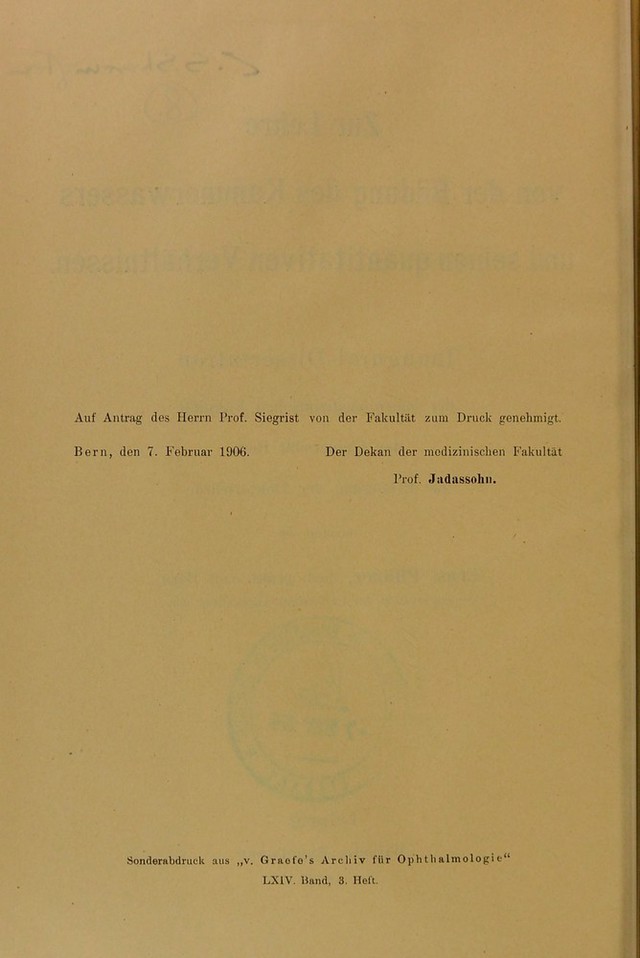 Auf Antrag des Herrn Prof. Siegrist von der Fakultät zum Druck genehmigt.
Bern, den 7. Februar 1906. Der Dekan der medizinischen Fakultät
Prof. Jadassohn.
Sonderabdruck aus „v. Graefe's Archiv für Ophthalmologie“
LXIV. Band, 3. Heft.